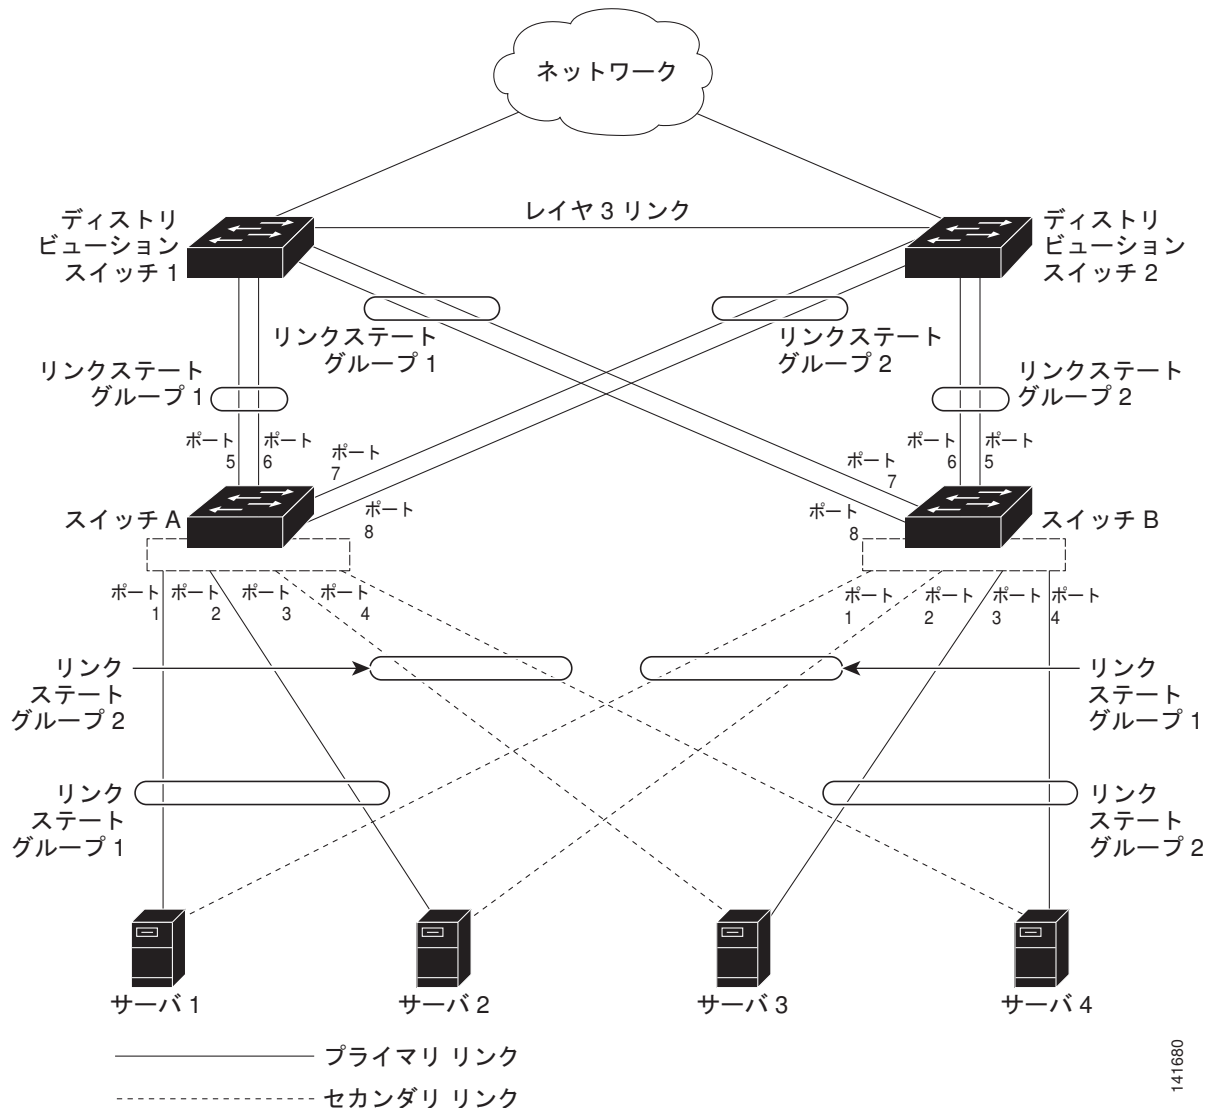 ネットワーク
レイヤ 3 リンク
ディストリ
ビューション
スイッチ 1
ディストリ
ビューション
スイッチ 2
リンクステート
グループ 1
リンクステート
グループ 2
リンクステート
グループ 1
リンクステート
グループ 2
ポート
5
ポート
6
ポート
7
ポート
8
ポート
7
ポート
6
ポート
5
ポート
8
スイッチ A
スイッチ B
ポート
1
ポート
2
ポート
3
ポート
4
ポート
1
ポート
2
ポート
3
ポート
4
リンク
ステート
グループ 2
リンク
ステート
グループ 1
リンク
ステート
グループ 1
リンク
ステート
グループ 2
サーバ 1
サーバ 2
サーバ 3
サーバ 4
プライマリ リンク
セカンダリ リンク
141680